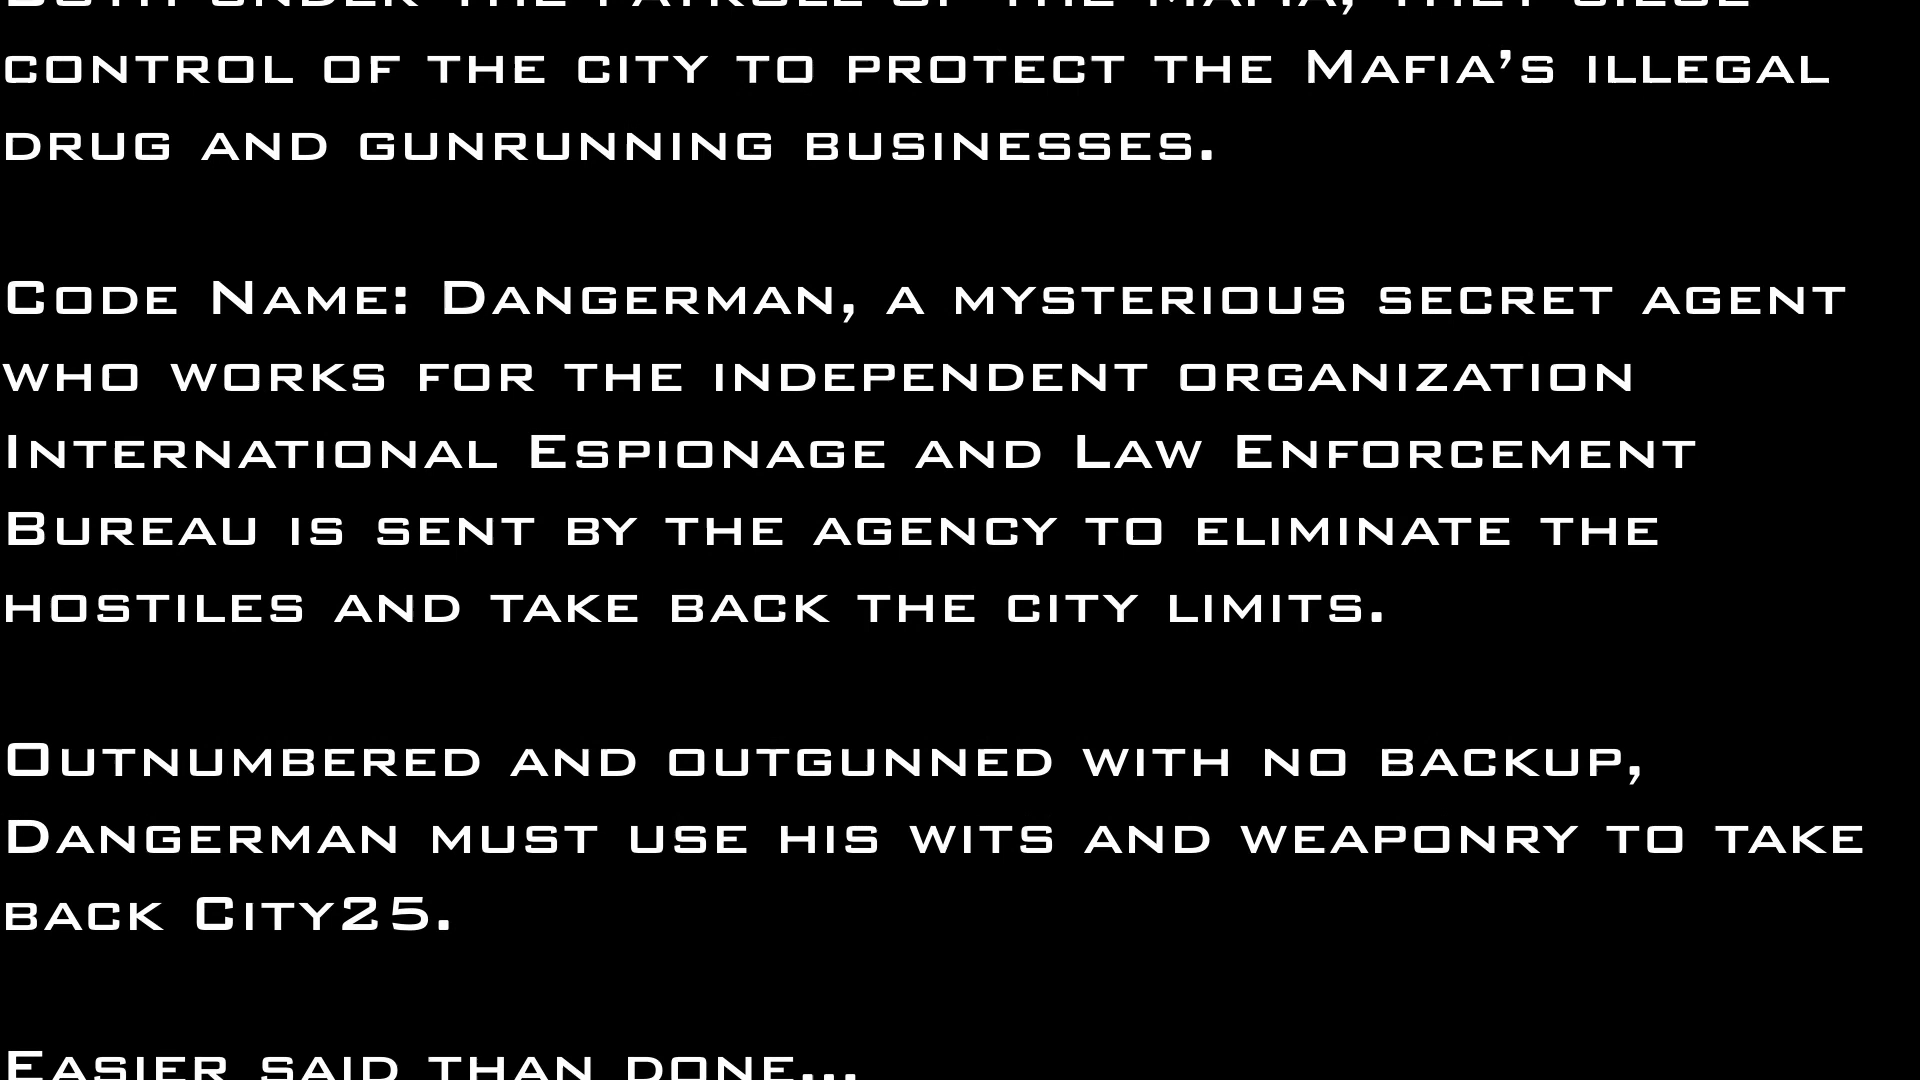 Both under the of the Mafia, they siege
control of the city to protect the Mafia's illegal
drug and gunrunning businesses.
Code Name: Dangerman, a mysterious secret agent
who works for the independent organization
International Espionage and Law Enforcement
Bureau is sent by the agency to eliminate the
hostiles and take back the city limits.
Outnumbered and outgunned with no backup,
Dangerman must use his wits and weaponry to take
back City25.
Easier said than done...